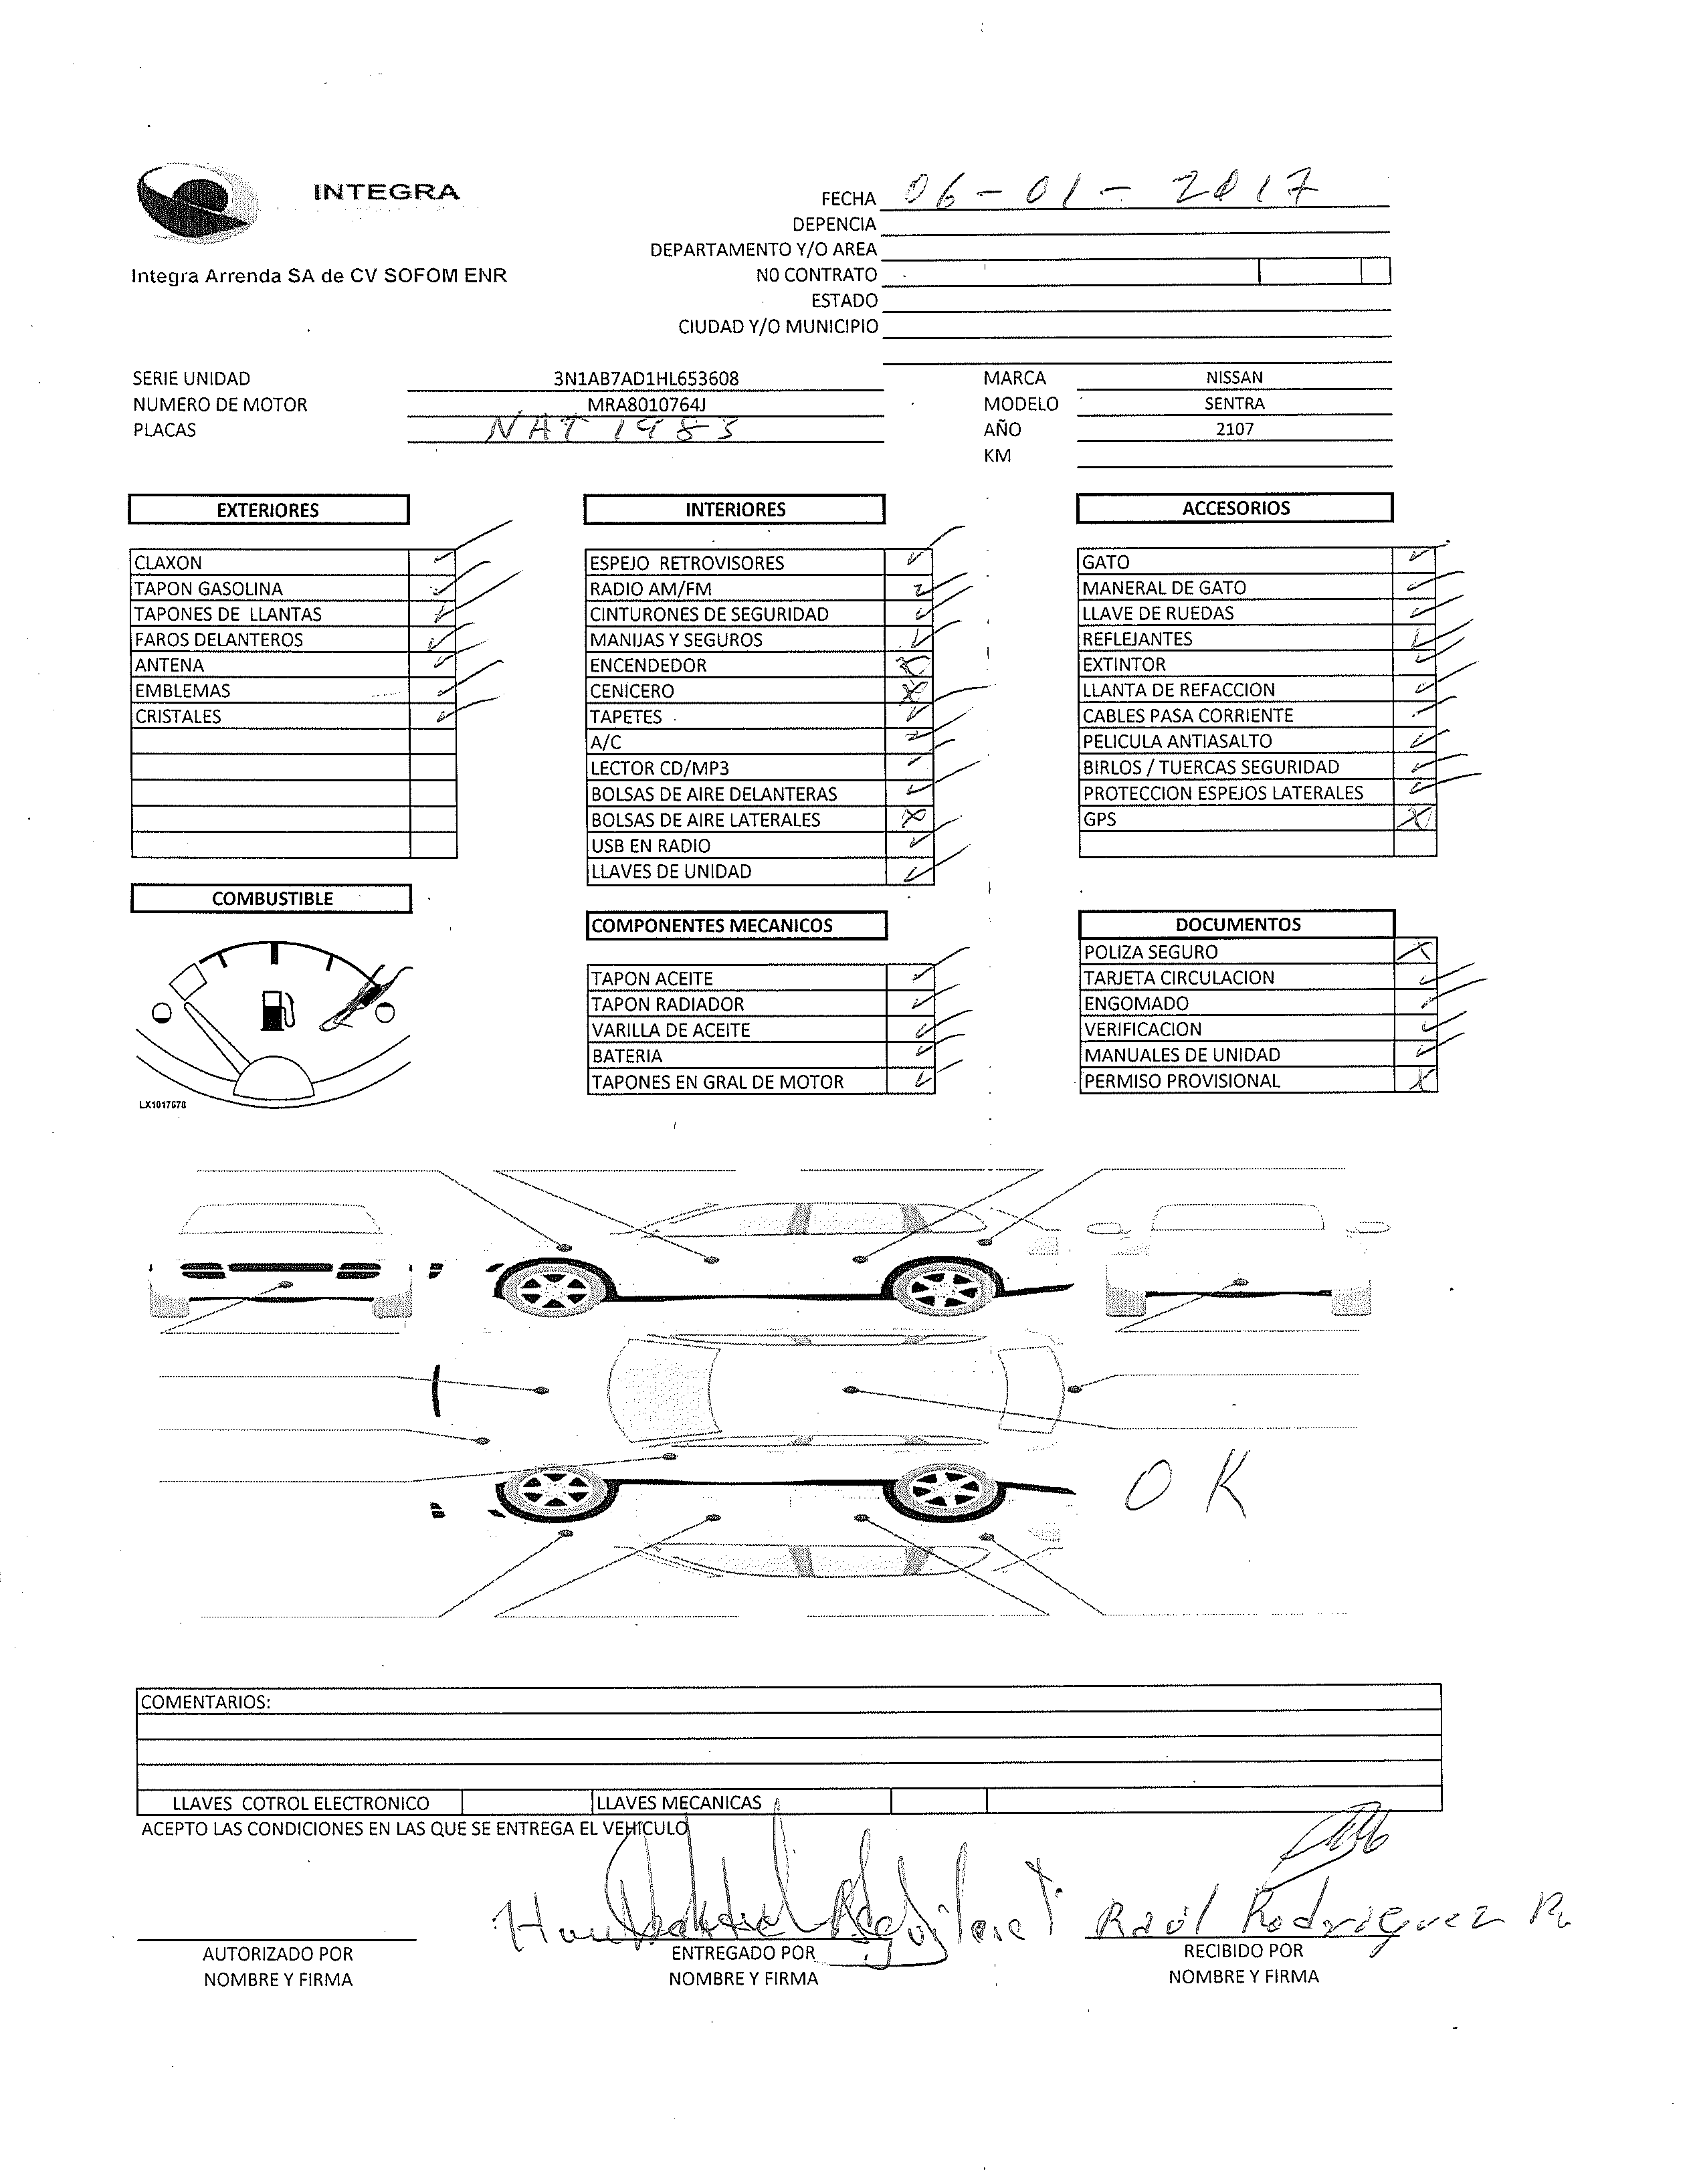 INTEGRA
Integra Arrenda SA de CV SOFOM ENR
FECHA 06-01-2017
DEPENCIA
DEPARTAMENTO Y/O AREA
NO CONTRATO
ESTADO
CIUDAD Y/O MUNICIPIO
SERIE UNIDAD 3N1AB7AD1HL653608 MARCA NISSAN
NUMERO DE MOTOR MRA8010764J MODELO SENTRA
PLACAS NAT 1983 AÑO 2107
KM
EXTERIORES
CLAXON
TAPON GASOLINA
TAPONES DE LLANTAS
FAROS DELANTEROS
ANTENA
EMBLEMAS
CRISTALES
COMBUSTIBLE
LX1017678
INTERIORES
ESPEJO RETROVISORES
RADIO AM/FM
CINTURONES DE SEGURIDAD
MANIJAS Y SEGUROS
ENCENDEDOR
CENICERO
TAPETES
A/C
LECTOR CD/MP3
BOLSAS DE AIRE DELANTERAS
BOLSAS DE AIRE LATERALES
USB EN RADIO
LLAVES DE UNIDAD
COMPONENTES MECANICOS
TAPON ACEITE
TAPON RADIADOR
VARILLA DE ACEITE
BATERIA
TAPONES EN GRAL DE MOTOR
ACCESORIOS
GATO
MANERAL DE GATO
LLAVE DE RUEDAS
REFLEJANTES
EXTINTOR
LLANTA DE REFACCION
CABLES PASA CORRIENTE
PELICULA ANTIASALTO
BIRLOS / TUERCAS SEGURIDAD
PROTECCION ESPEJOS LATERALES
GPS
DOCUMENTOS
POLIZA SEGURO
TARJETA CIRCULACION
ENGOMADO
VERIFICACION
MANUALES DE UNIDAD
PERMISO PROVISIONAL
OK
COMENTARIOS:
LLAVES COTROL ELECTRONICO LLAVES MECANICAS
ACEPTO LAS CONDICIONES EN LAS QUE SE ENTREGA EL VEHICULO
Raúl Rodriguez R.
AUTORIZADO POR ENTREGADO POR RECIBIDO POR
NOMBRE Y FIRMA NOMBRE Y FIRMA NOMBRE Y FIRMA